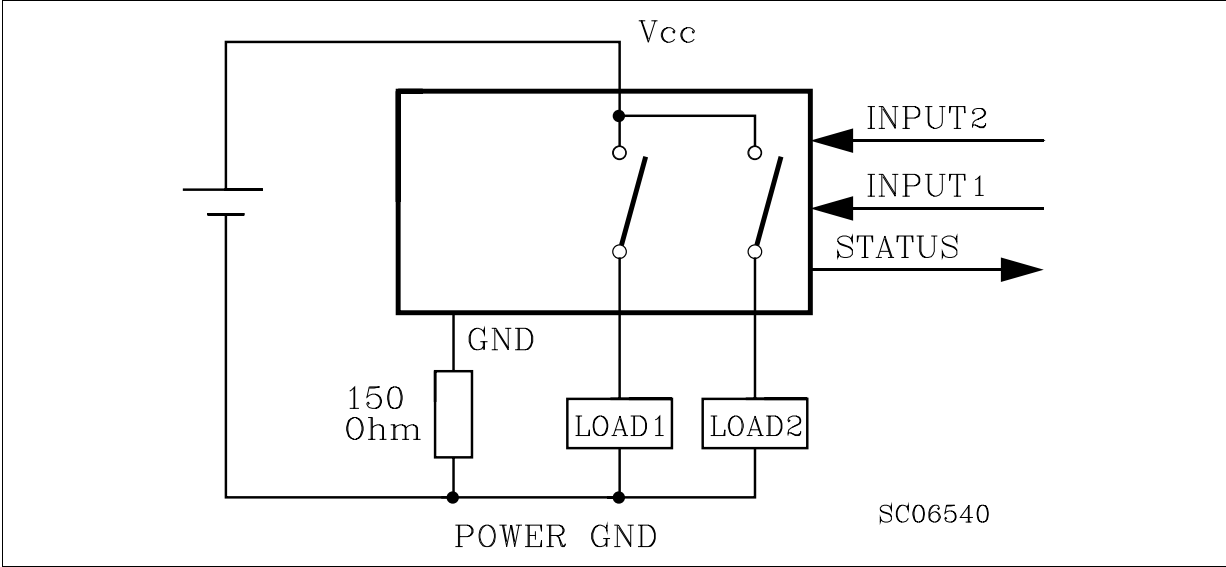 Vcc
INPUT2
INPUT1
STATUS
GND
150
Ohm
LOAD1
LOAD2
POWER GND
SC06540